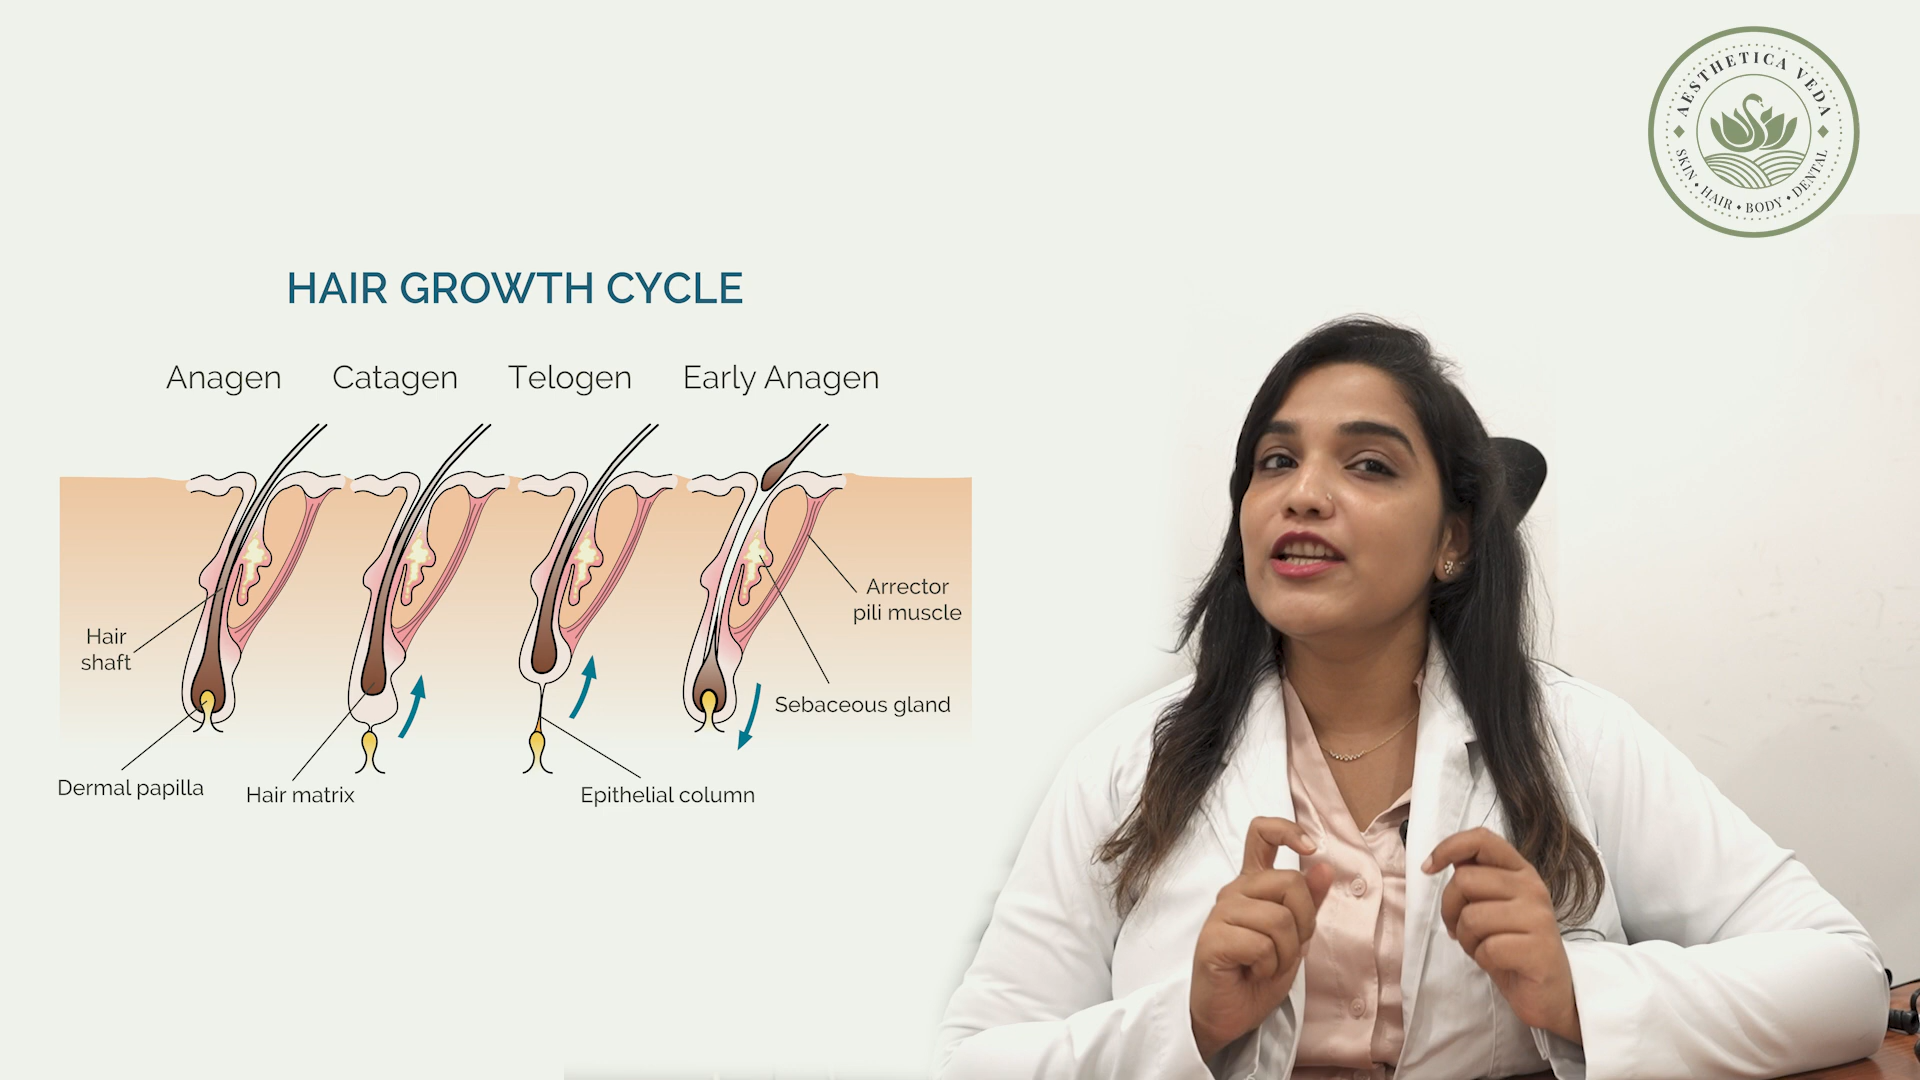 AESTHETICA VEDA
SKIN • HAIR • BODY • DENTAL
HAIR GROWTH CYCLE
Anagen
Catagen
Telogen
Early Anagen
Arrector
pili muscle
Hair
shaft
Sebaceous gland
Dermal papilla
Hair matrix
Epithelial column